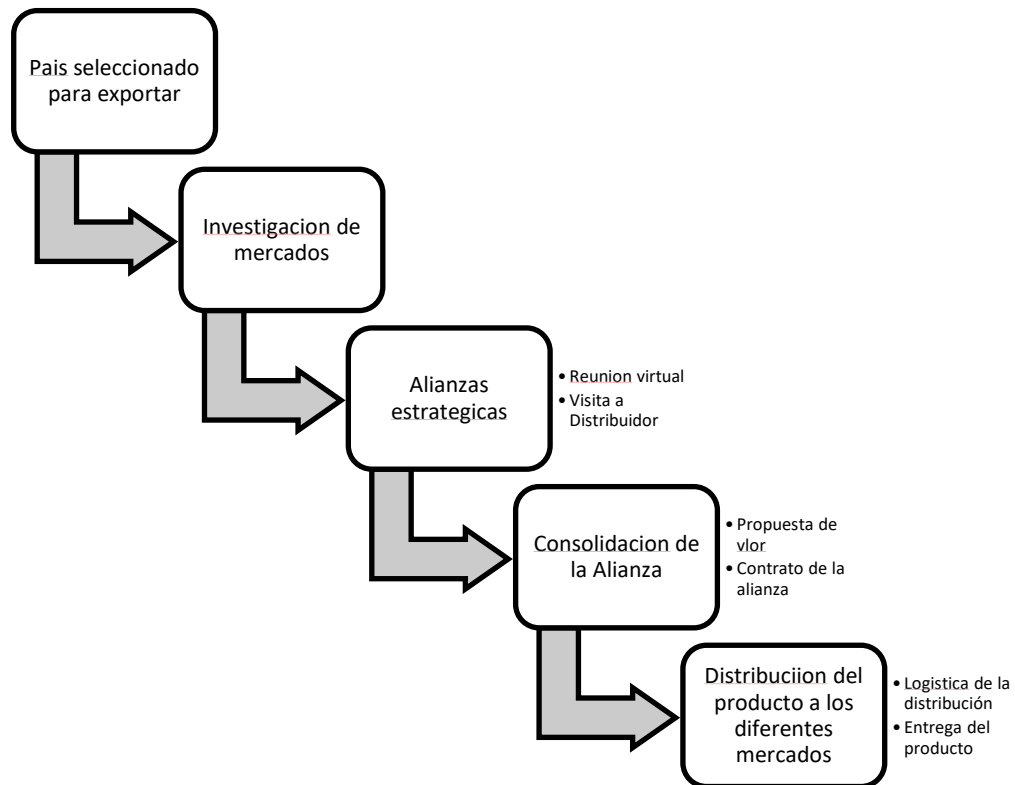 Pais seleccionado
para exportar
Investigacion de
mercados
Alianzas
estrategicas
• Reunion virtual
• Visita a
Distribuidor
Consolidacion de
la Alianza
• Propuesta de
vlor
• Contrato de la
alianza
Distribuciion del
producto a los
diferentes
mercados
• Logistica de la
distribución
• Entrega del
producto